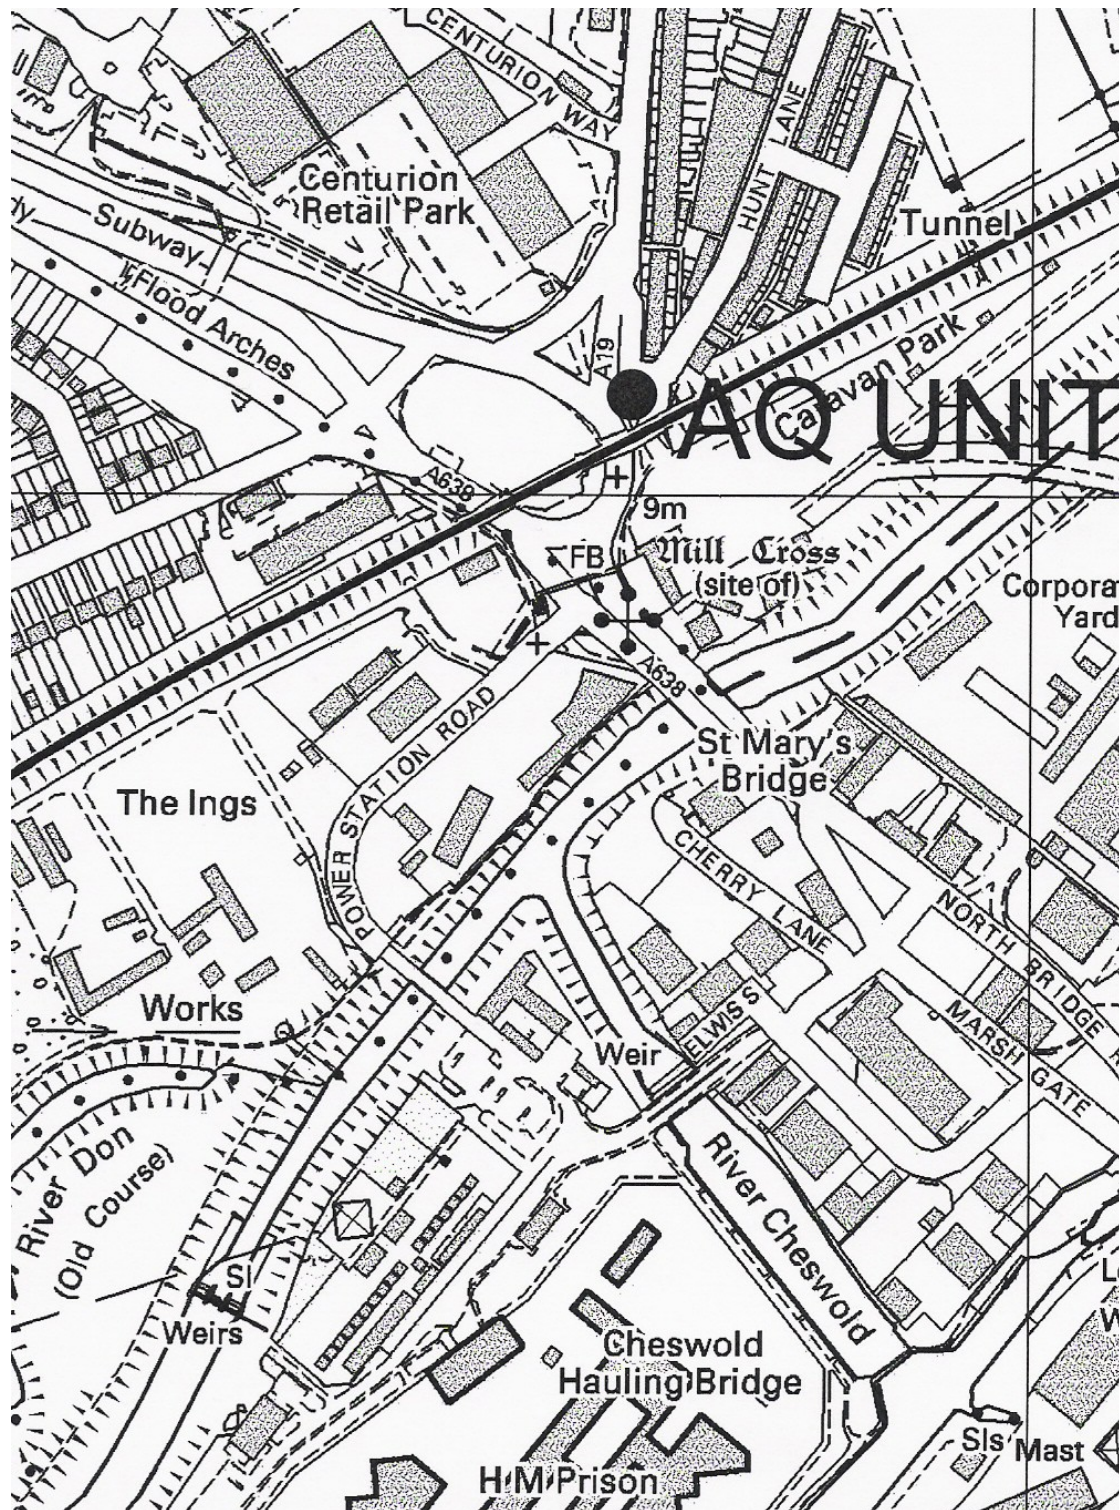 CENTURION WAY
HUNT LANE
Centurion
Retail Park
Tunnel
Subway
Flood Arches
A19
Caravan Park
AQ UNIT
A638
9m
FB
Mill Cross
(site of)
Corpora
Yard
A638
POWER STATION ROAD
St Mary's
Bridge
The Ings
CHERRY LANE
NORTH BRIDGE
MARSH GATE
Works
ELWISS
Weir
River Don
(Old Course)
River Cheswold
Sl
Weirs
Cheswold
Hauling Bridge
Sls
Mast
H M Prison